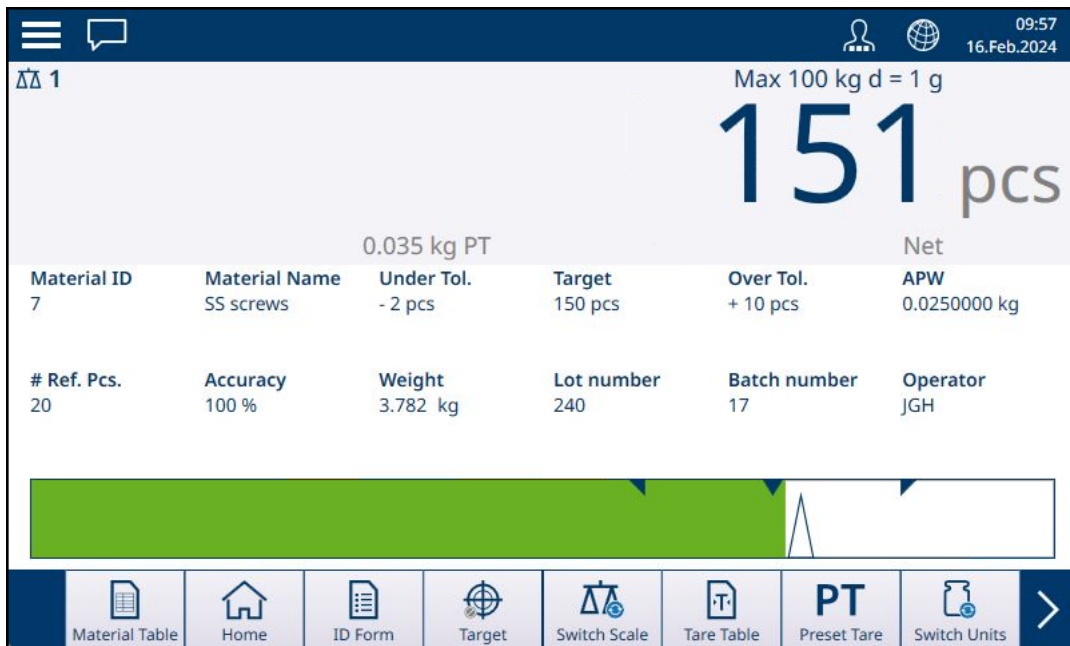 09:57
16.Feb.2024
1
Max 100 kg d = 1 g
151 pcs
0.035 kg PT
Net
Material ID Material Name Under Tol. Target Over Tol. APW
7 SS screws - 2 pcs 150 pcs + 10 pcs 0.0250000 kg
# Ref. Pcs. Accuracy Weight Lot number Batch number Operator
20 100 % 3.782 kg 240 17 JGH
T
PT
Material Table Home ID Form Target Switch Scale Tare Table Preset Tare Switch Units